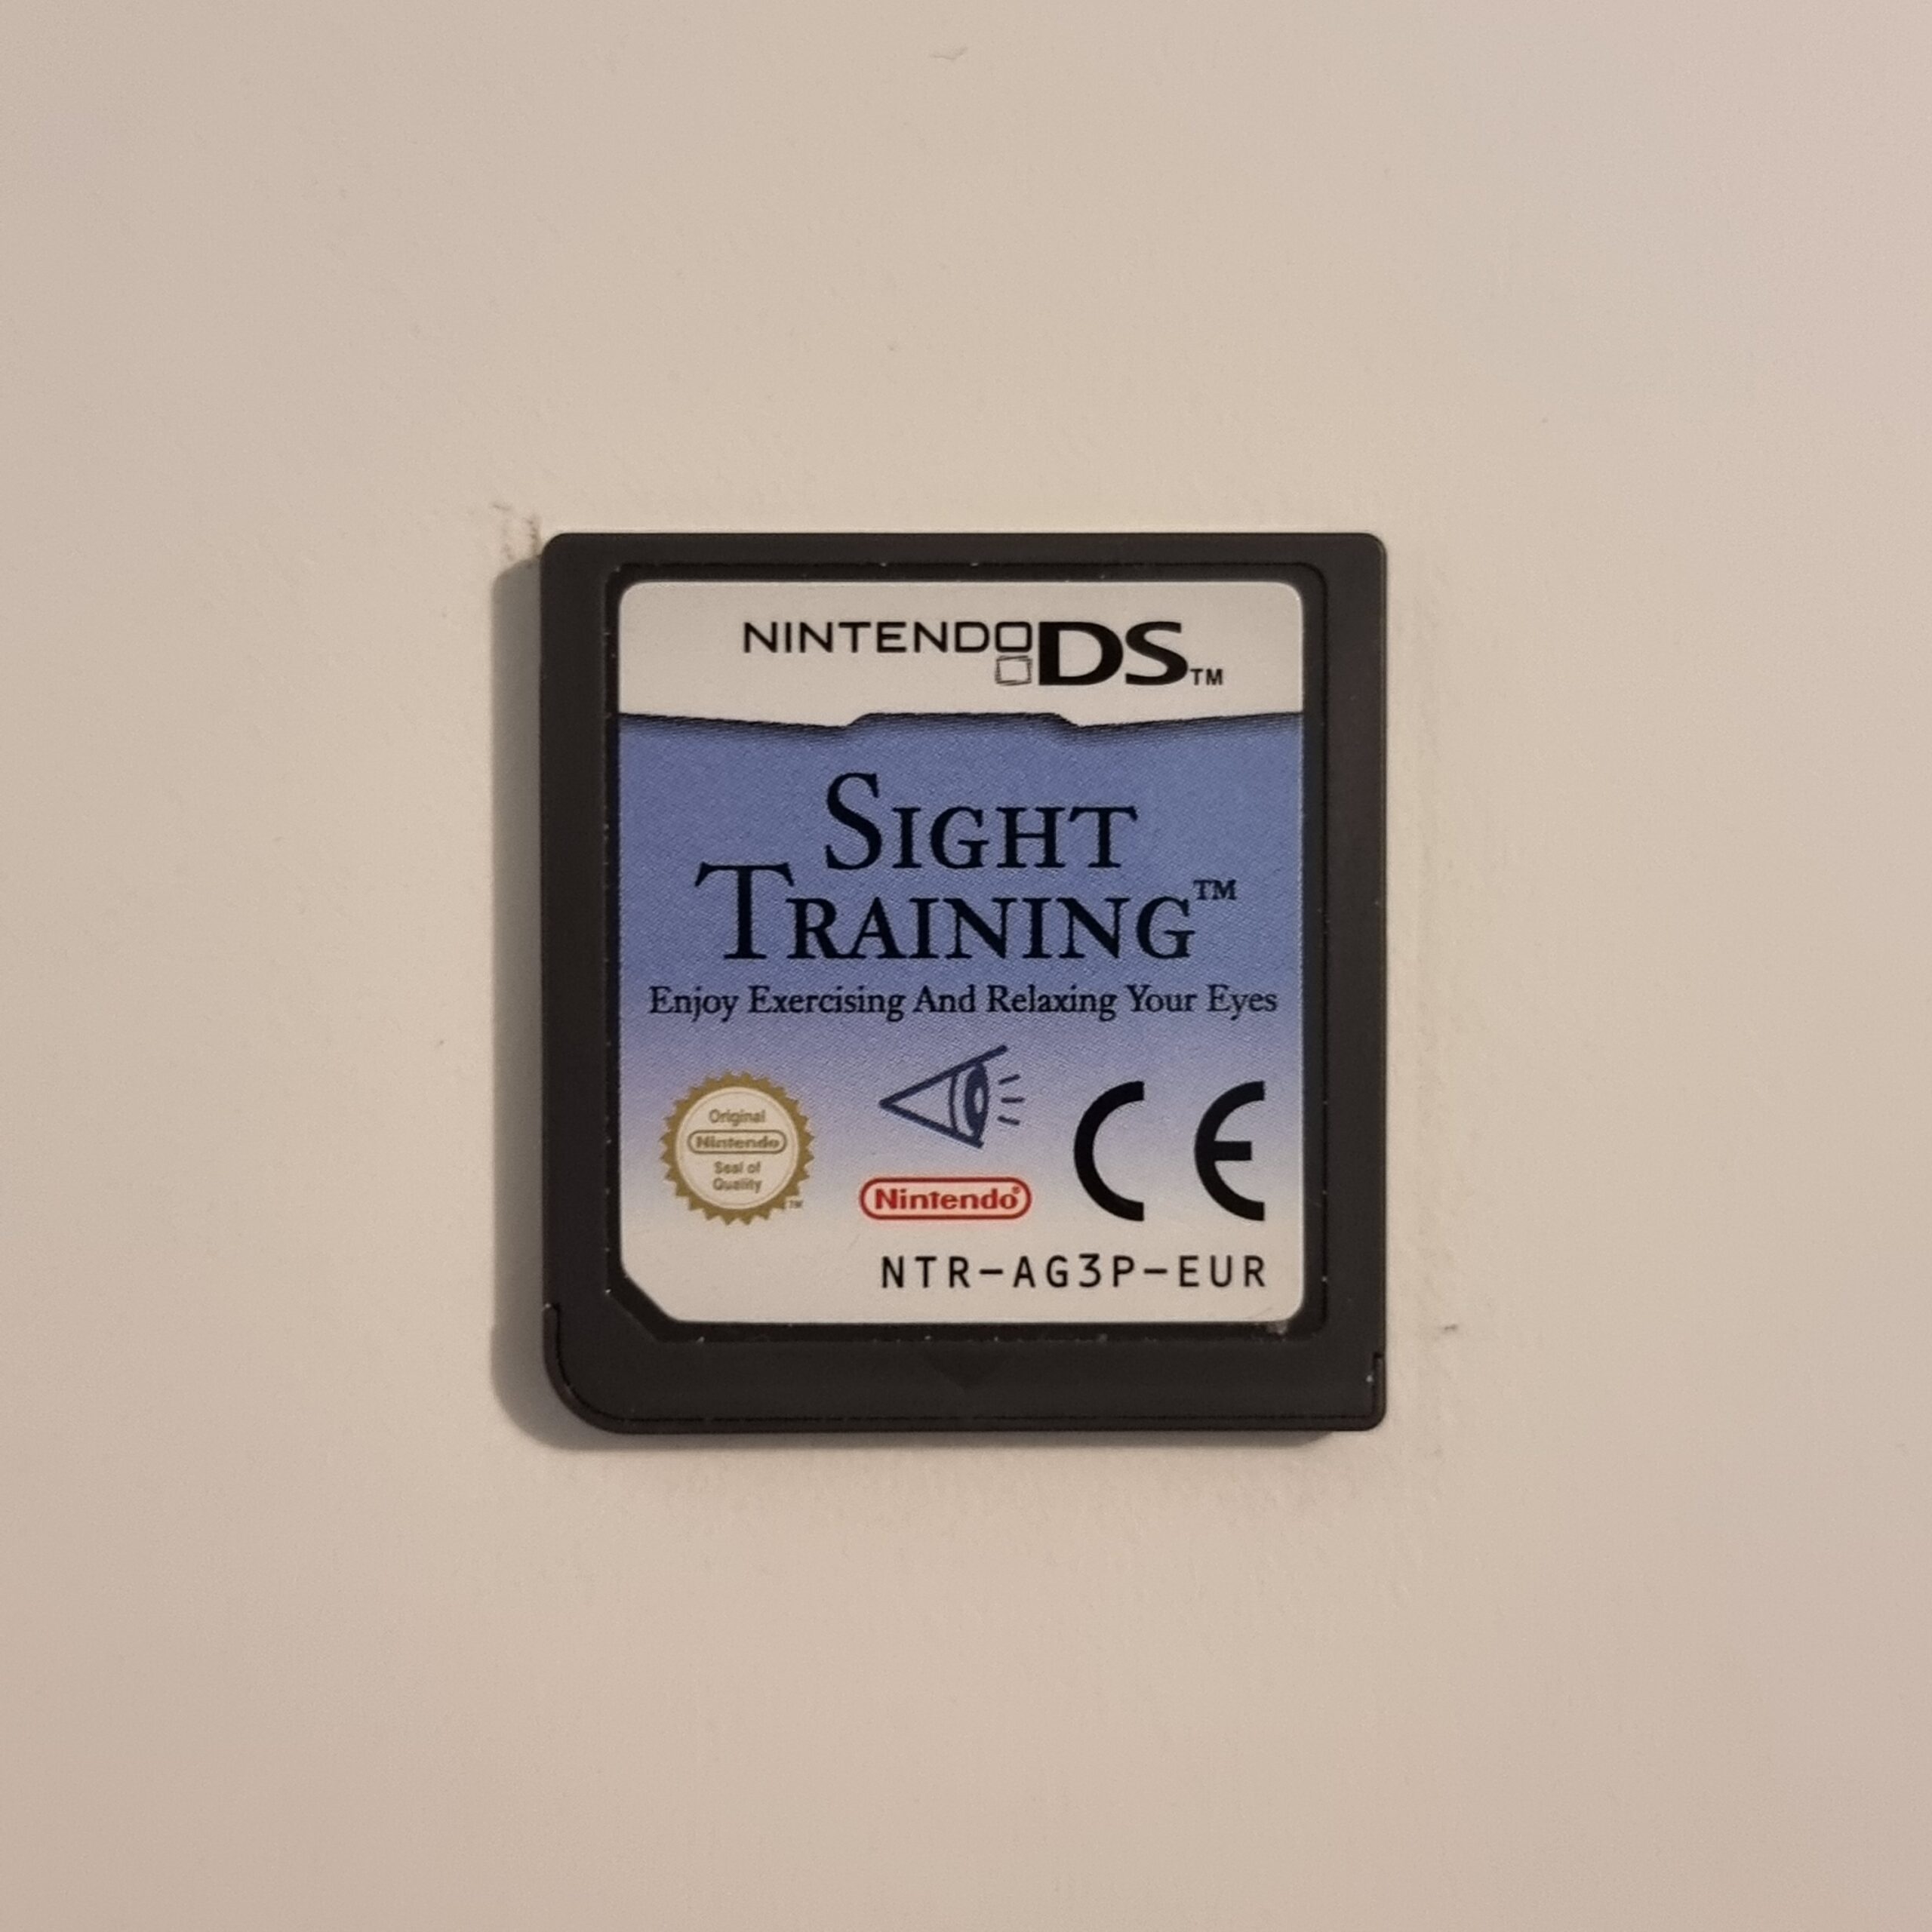 NINTENDO DS™
SIGHT
TRAINING™
Enjoy Exercising And Relaxing Your Eyes
Original
Nintendo
Seal of
Quality
™
Nintendo®
CE
NTR-AG3P-EUR